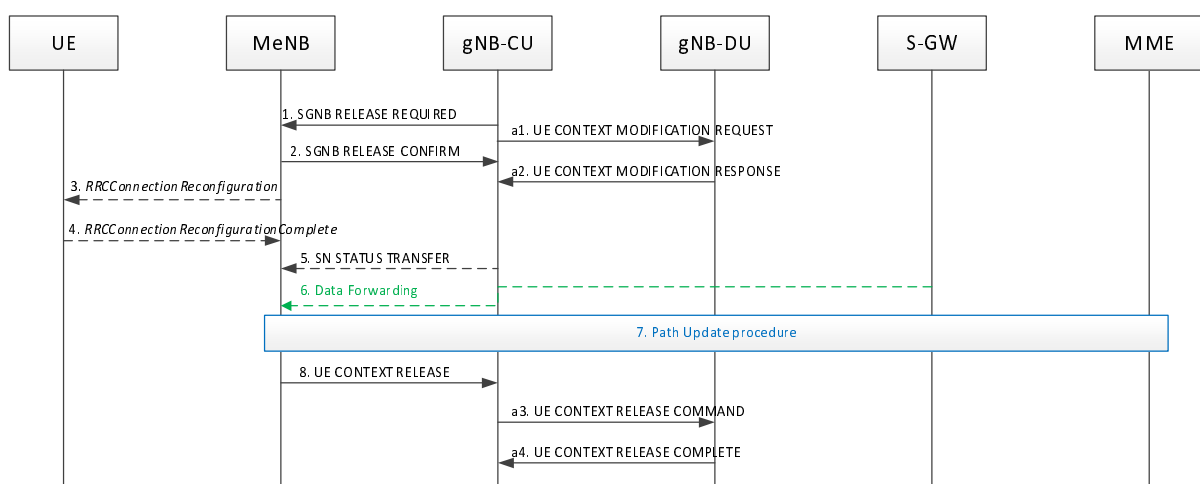 UE
MeNB
gNB-CU
gNB-DU
S-GW
MME
1. SGNB RELEASE REQUIRED
a1. UE CONTEXT MODIFICATION REQUEST
2. SGNB RELEASE CONFIRM
a2. UE CONTEXT MODIFICATION RESPONSE
3. RRCConnectionReconfiguration
4. RRCConnectionReconfigurationComplete
5. SN STATUS TRANSFER
6. Data Forwarding
7. Path Update procedure
8. UE CONTEXT RELEASE
a3. UE CONTEXT RELEASE COMMAND
a4. UE CONTEXT RELEASE COMPLETE